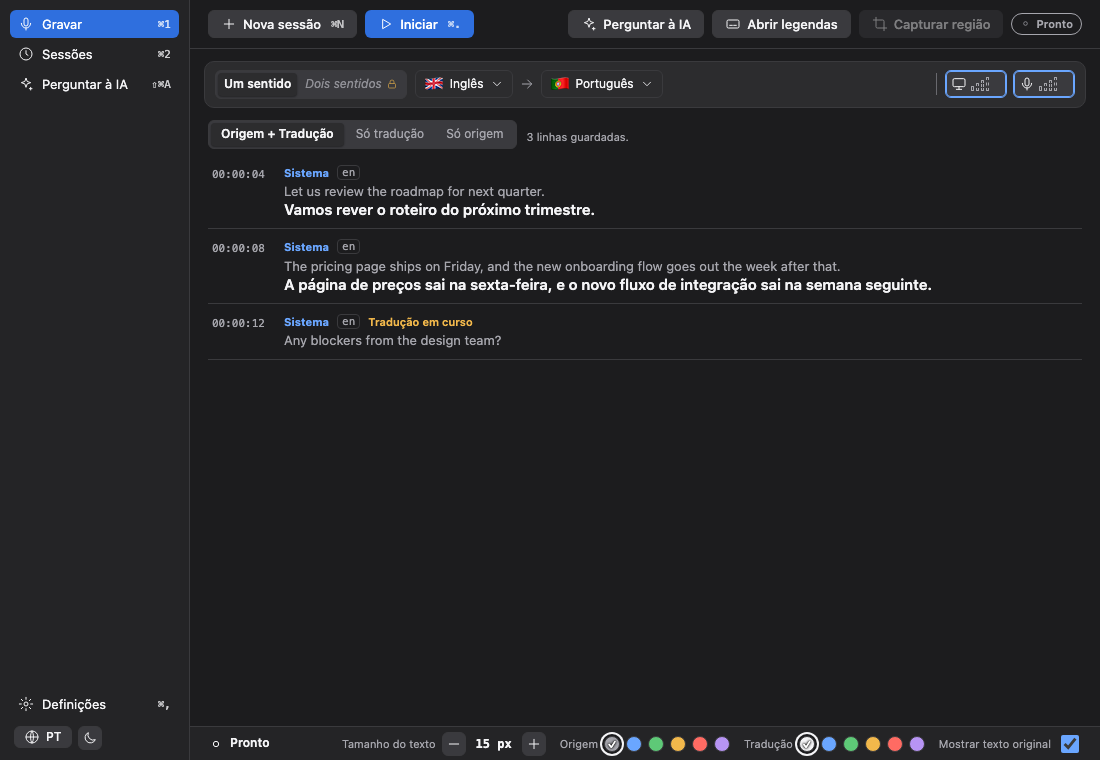 Gravar ⌘1
Sessões ⌘2
Perguntar à IA ⇧⌘A
Nova sessão ⌘N
Iniciar ⌘.
Perguntar à IA
Abrir legendas
Capturar região
Pronto
Um sentido
Dois sentidos
Inglês
Português
Origem + Tradução
Só tradução
Só origem
3 linhas guardadas.
00:00:04 Sistema en
Let us review the roadmap for next quarter.
Vamos rever o roteiro do próximo trimestre.
00:00:08 Sistema en
The pricing page ships on Friday, and the new onboarding flow goes out the week after that.
A página de preços sai na sexta-feira, e o novo fluxo de integração sai na semana seguinte.
00:00:12 Sistema en Tradução em curso
Any blockers from the design team?
Definições ⌘,
PT
Pronto
Tamanho do texto
15 px
Origem
Tradução
Mostrar texto original